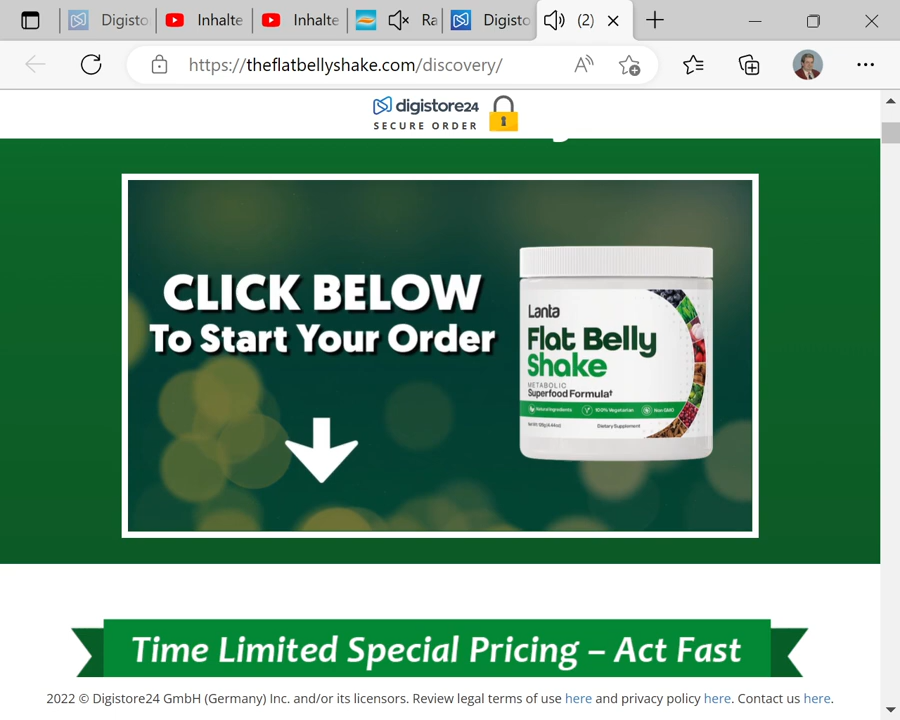 Digisto
Inhalte
Inhalte
Ra
Digisto
(2)
https://theflatbellyshake.com/discovery/
digistore24
SECURE ORDER
CLICK BELOW
To Start Your Order
Lanta
Flat Belly
Shake
METABOLIC
Superfood Formula†
Natural Ingredients
100% Vegetarian
Non GMO
Dietary Supplement
Time Limited Special Pricing – Act Fast
2022 © Digistore24 GmbH (Germany) Inc. and/or its licensors. Review legal terms of use here and privacy policy here. Contact us here.